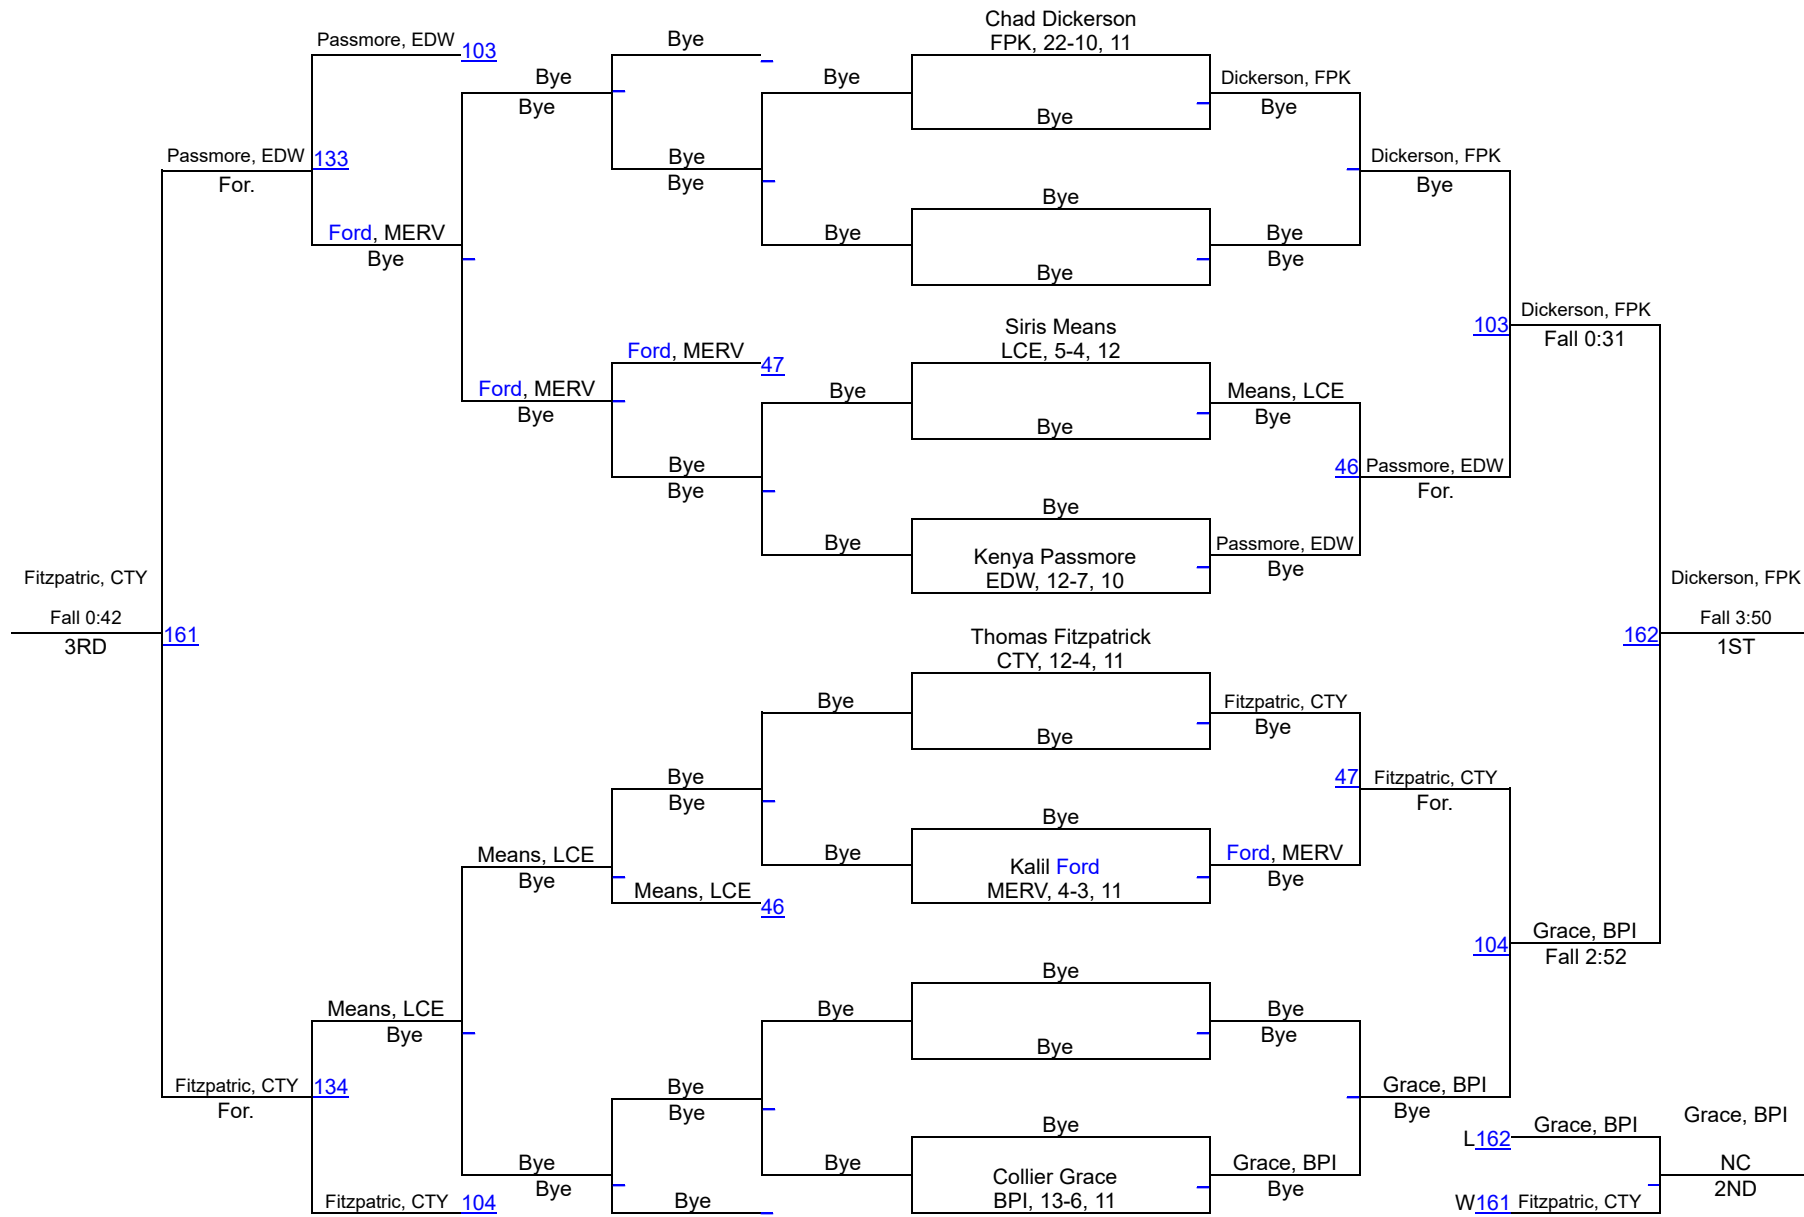 Chad Dickerson
FPK, 22-10, 11
Passmore, EDW 103
Bye
Bye
Bye
Bye
Dickerson, FPK
Bye
Bye
Passmore, EDW 133
For.
Bye
Bye
Dickerson, FPK
Bye
Bye
Ford, MERV
Bye
Bye
Bye
Bye
Bye
Siris Means
LCE, 5-4, 12
Dickerson, FPK
103
Fall 0:31
Ford, MERV 47
Ford, MERV
Bye
Bye
Means, LCE
Bye
Bye
Bye
Bye
46 Passmore, EDW
For.
Bye
Bye
Kenya Passmore
EDW, 12-7, 10
Passmore, EDW
Bye
Fitzpatric, CTY
Fall 0:42
3RD
161
Dickerson, FPK
Fall 3:50
1ST
162
Thomas Fitzpatrick
CTY, 12-4, 11
Bye
Fitzpatric, CTY
Bye
Bye
Bye
Bye
47 Fitzpatric, CTY
For.
Bye
Means, LCE
Bye
Bye
Kalil Ford
MERV, 4-3, 11
Ford, MERV
Bye
Means, LCE 46
104
Grace, BPI
Fall 2:52
Bye
Means, LCE
Bye
Bye
Bye
Bye
Bye
Fitzpatric, CTY 134
For.
Bye
Bye
Grace, BPI
Bye
Bye
L162 Grace, BPI
Grace, BPI
Bye
Bye
Bye
Collier Grace
BPI, 13-6, 11
Grace, BPI
Bye
NC
2ND
Fitzpatric, CTY 104
Bye
W161 Fitzpatric, CTY